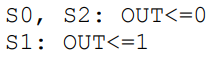 S0, S2: OUT<=0
S1: OUT<=1